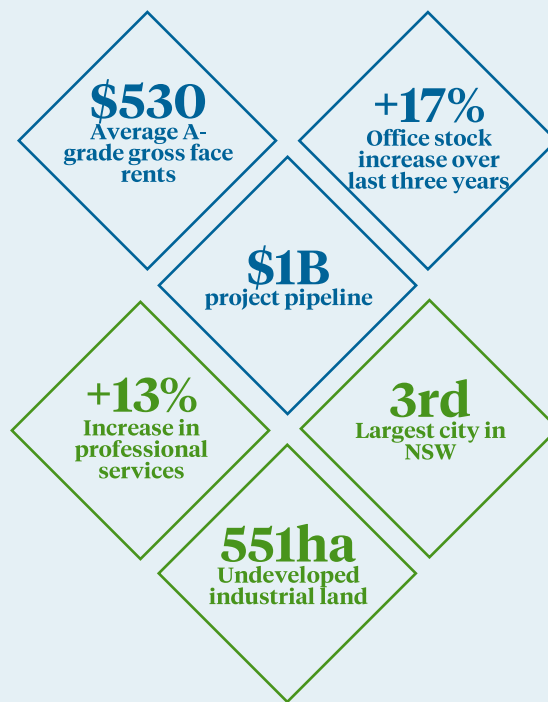 $530
Average A-
grade gross face
rents
+17%
Office stock
increase over
last three years
$1B
project pipeline
+13%
Increase in
professional
services
3rd
Largest city in
NSW
551ha
Undeveloped
industrial land